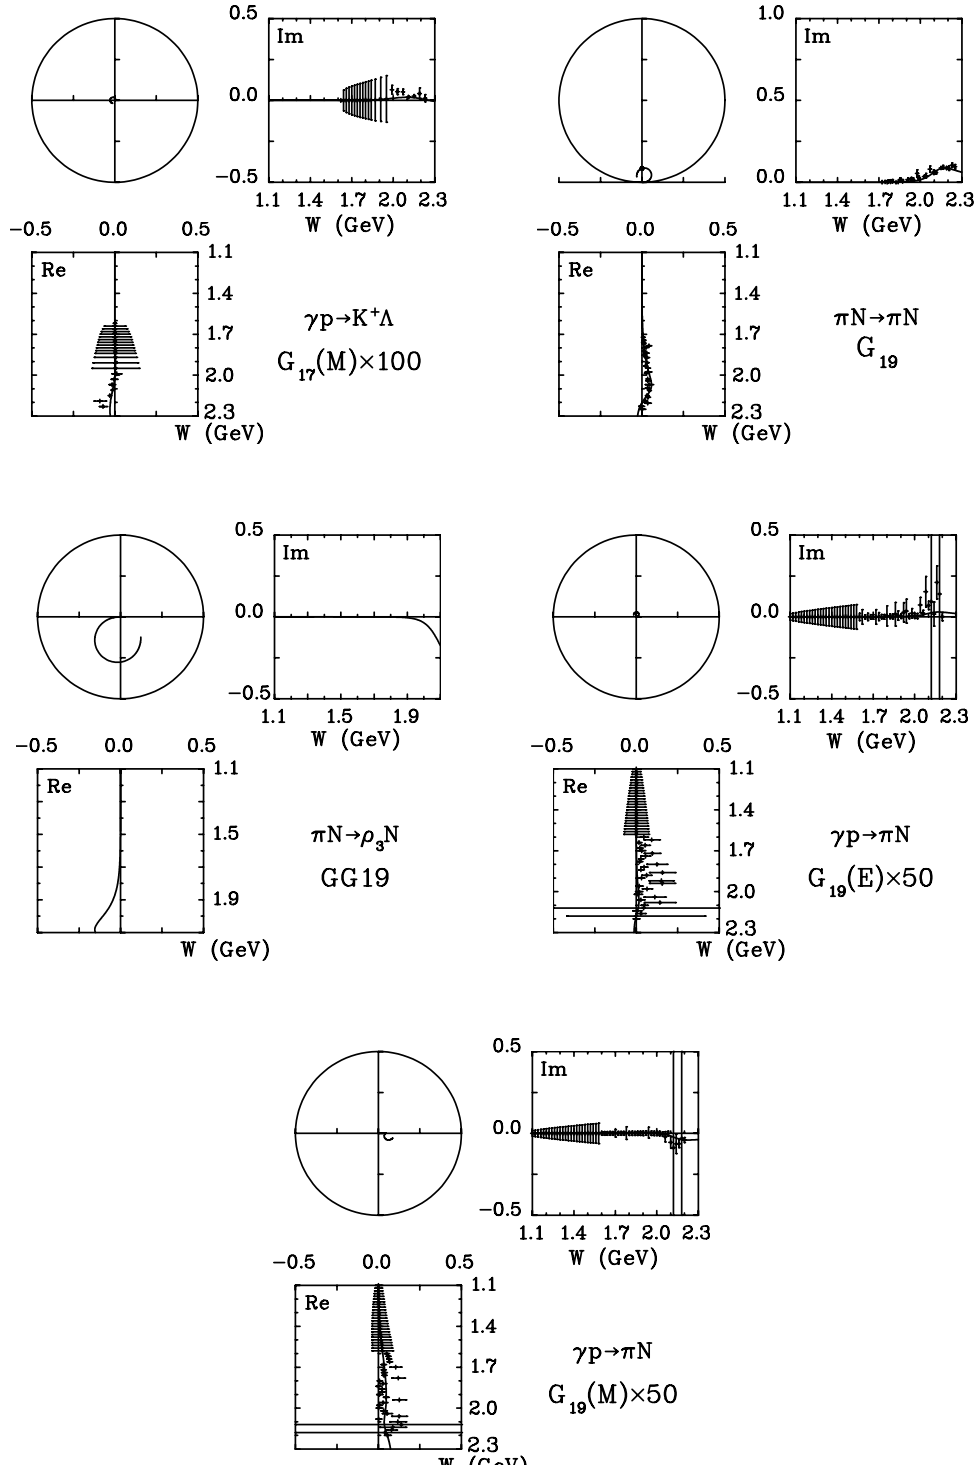 0.5
Im
0.0
−0.5
1.1 1.4 1.7 2.0 2.3
W (GeV)
−0.5 0.0 0.5
Re
1.1
1.4
1.7
2.0
2.3
W (GeV)
γp→K⁺Λ
G₁₇(M)×100
1.0
Im
0.5
0.0
1.1 1.4 1.7 2.0 2.3
W (GeV)
−0.5 0.0 0.5
Re
1.1
1.4
1.7
2.0
2.3
W (GeV)
πN→πN
G₁₉
0.5
Im
0.0
−0.5
1.1 1.5 1.9
W (GeV)
−0.5 0.0 0.5
Re
1.1
1.5
1.9
W (GeV)
πN→ρ₃N
GG19
0.5
Im
0.0
−0.5
1.1 1.4 1.7 2.0 2.3
W (GeV)
−0.5 0.0 0.5
Re
1.1
1.4
1.7
2.0
2.3
W (GeV)
γp→πN
G₁₉(E)×50
0.5
Im
0.0
−0.5
1.1 1.4 1.7 2.0 2.3
W (GeV)
−0.5 0.0 0.5
Re
1.1
1.4
1.7
2.0
2.3
W (GeV)
γp→πN
G₁₉(M)×50